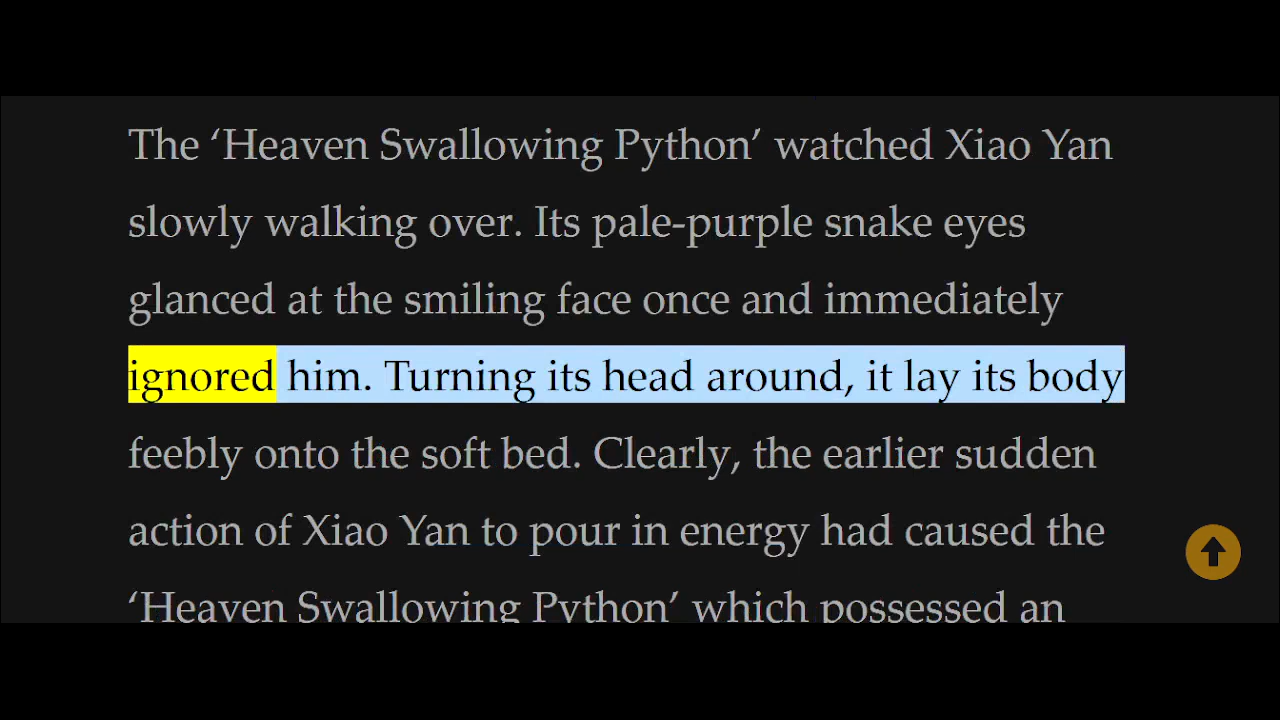 The ‘Heaven Swallowing Python’ watched Xiao Yan
slowly walking over. Its pale-purple snake eyes
glanced at the smiling face once and immediately
ignored him. Turning its head around, it lay its body
feebly onto the soft bed. Clearly, the earlier sudden
action of Xiao Yan to pour in energy had caused the
‘Heaven Swallowing Python’ which possessed an